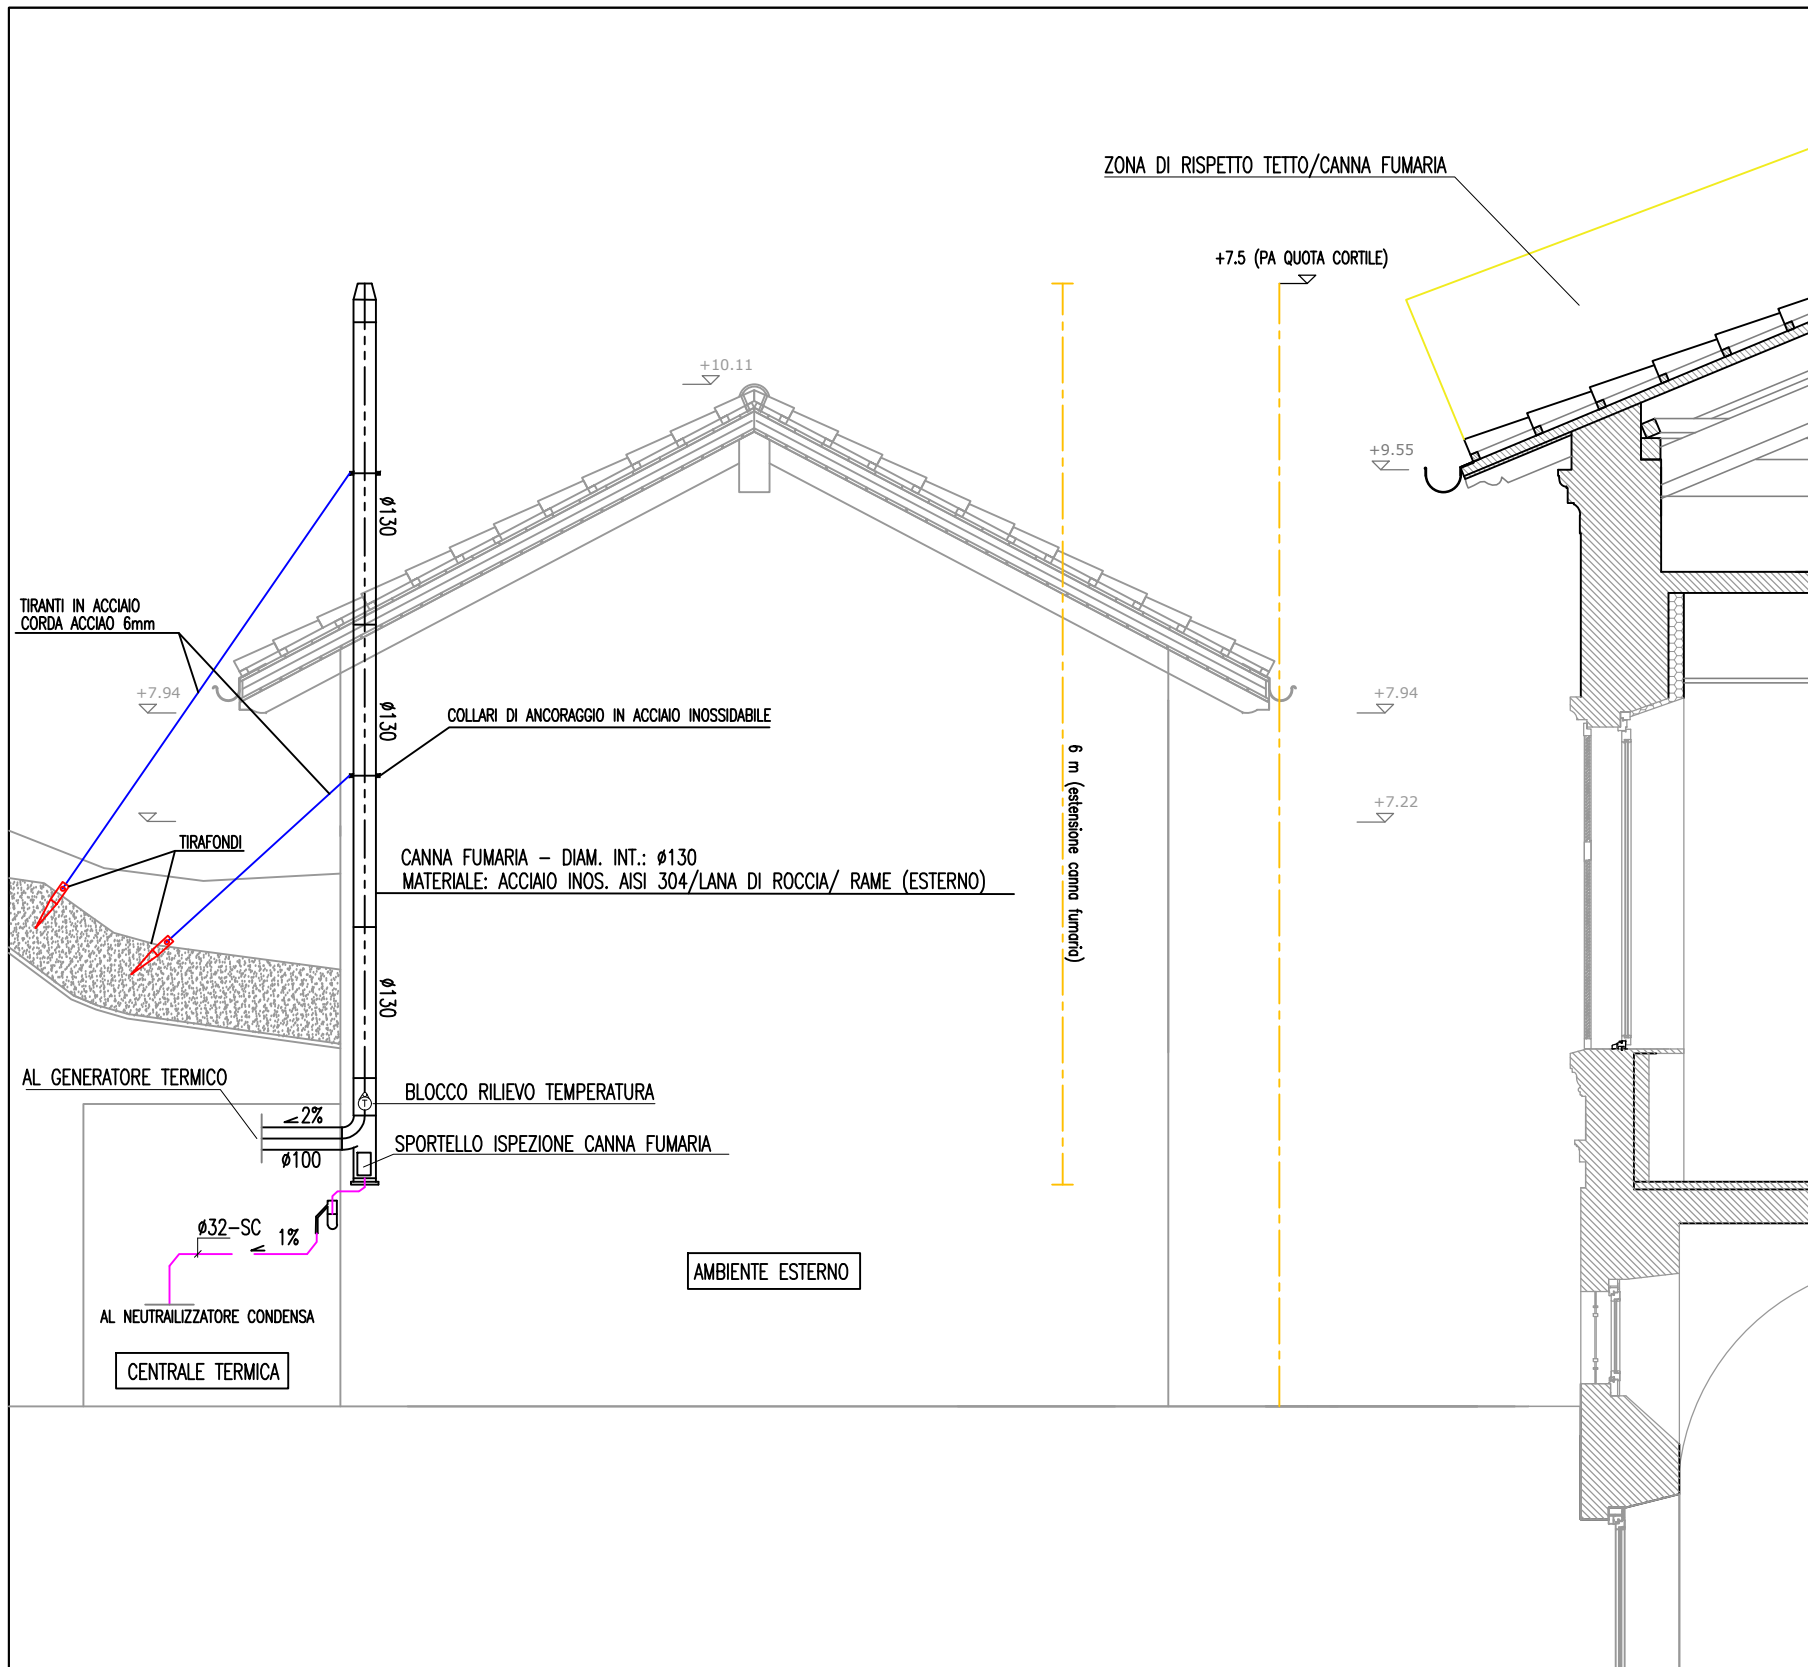 ZONA DI RISPETTO TETTO/CANNA FUMARIA
+7.5 (PA QUOTA CORTILE)
+10.11
+9.55
Ø130
TIRANTI IN ACCIAIO
CORDA ACCIAO 6mm
+7.94
Ø130
COLLARI DI ANCORAGGIO IN ACCIAIO INOSSIDABILE
+7.94
6 m (estensione canna fumaria)
+7.22
TIRAFONDI
CANNA FUMARIA – DIAM. INT.: Ø130
MATERIALE: ACCIAIO INOS. AISI 304/LANA DI ROCCIA/ RAME (ESTERNO)
Ø130
AL GENERATORE TERMICO
BLOCCO RILIEVO TEMPERATURA
T
2%
SPORTELLO ISPEZIONE CANNA FUMARIA
Ø100
Ø32-SC
1%
AMBIENTE ESTERNO
AL NEUTRAILIZZATORE CONDENSA
CENTRALE TERMICA